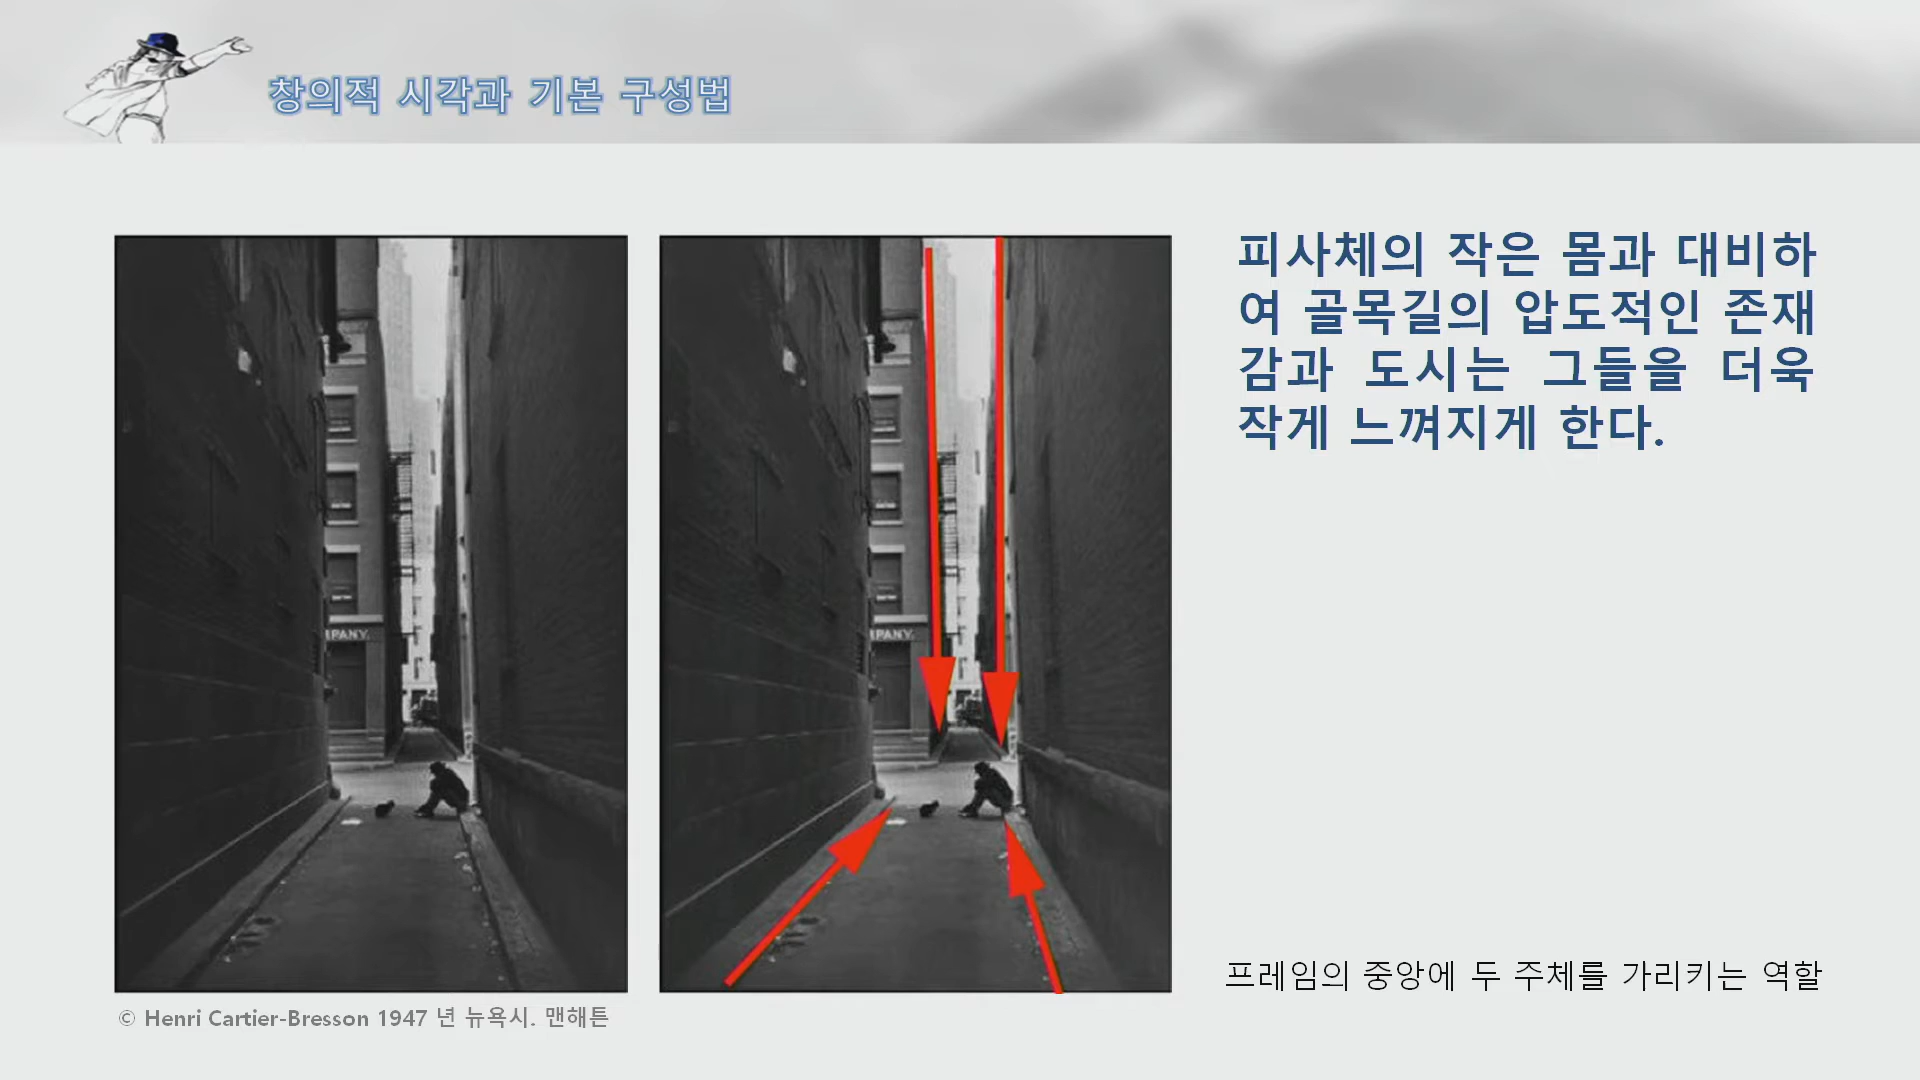 창의적 시각과 기본 구성법
피사체의 작은 몸과 대비하
여 골목길의 압도적인 존재
감과 도시는 그들을 더욱
작게 느껴지게 한다.
MPANY.
MPANY.
프레임의 중앙에 두 주체를 가리키는 역할
© Henri Cartier-Bresson 1947 년 뉴욕시. 맨해튼